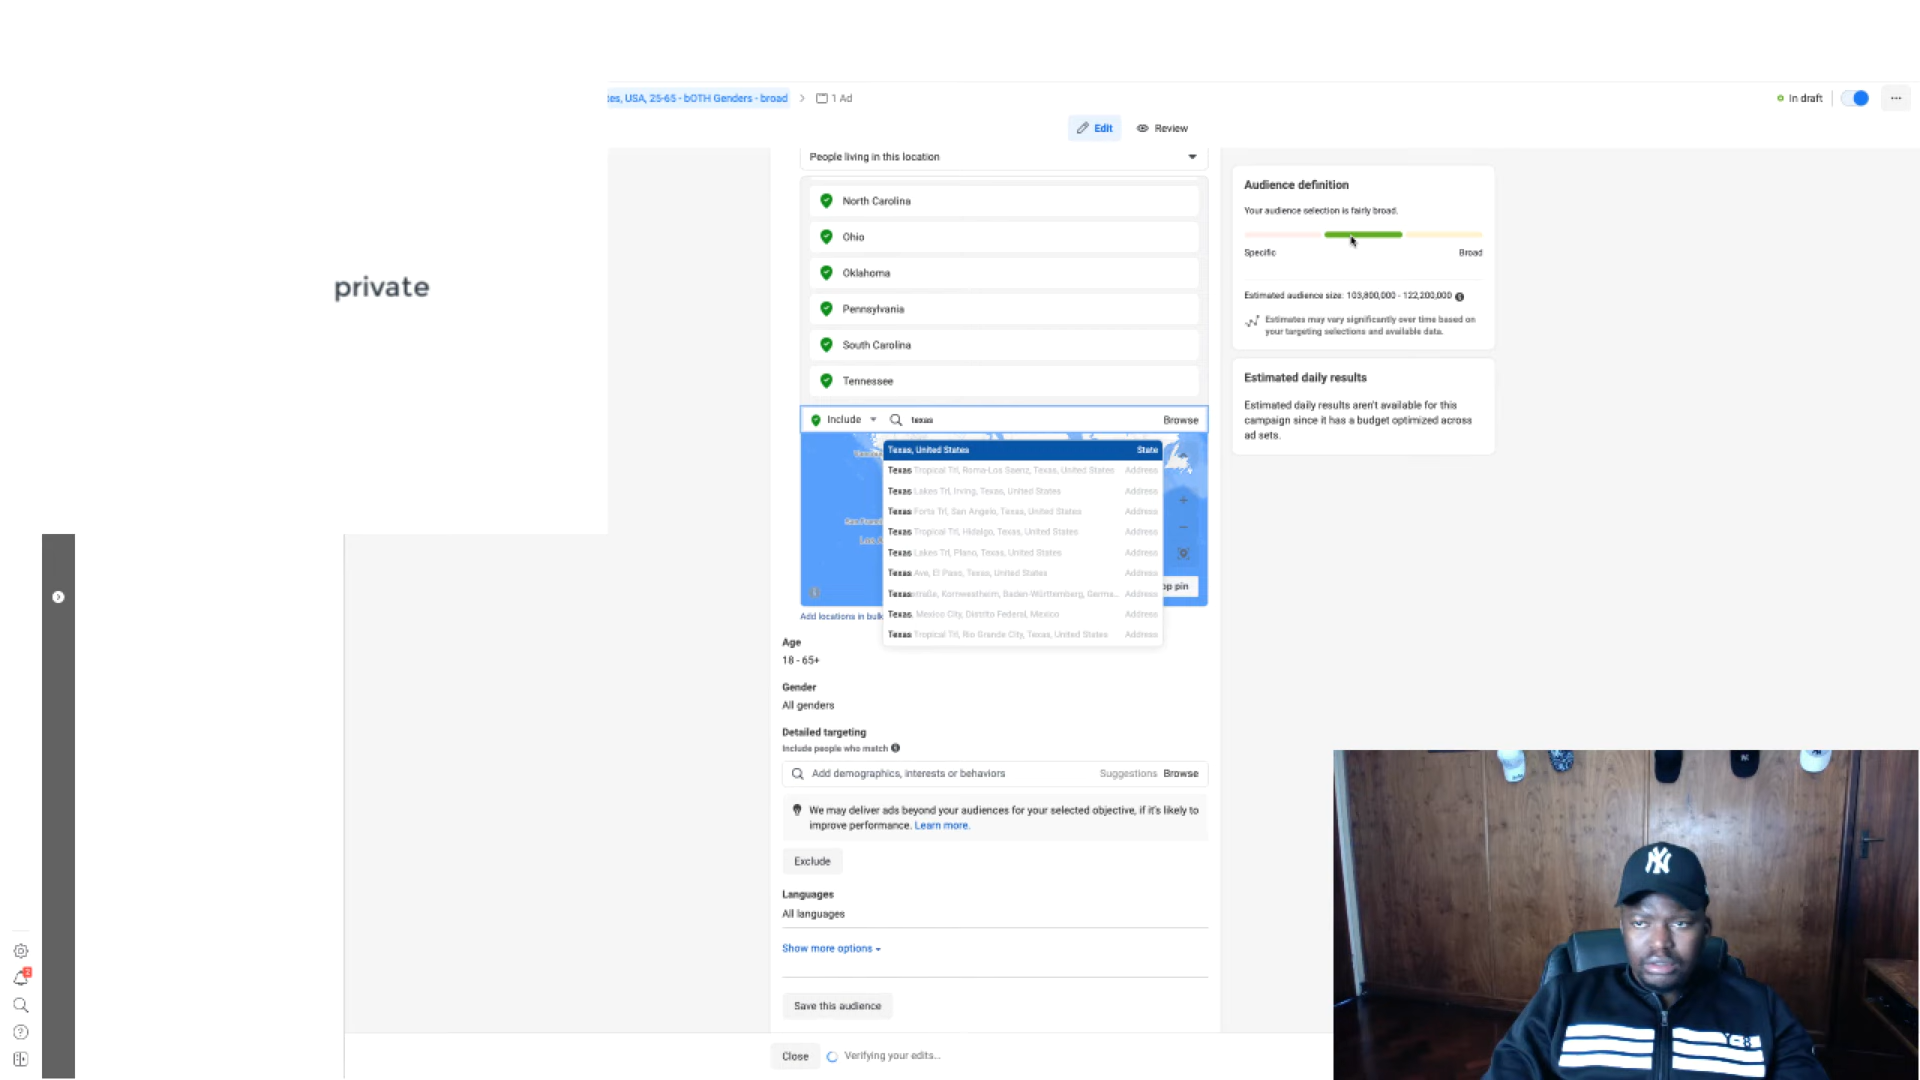 tes, USA, 25-65 - bOTH Genders - broad > 1 Ad
In draft
Edit
Review
People living in this location
private
North Carolina
Ohio
Oklahoma
Pennsylvania
South Carolina
Tennessee
Include
texas
Browse
Texas, United States State
Texas Tropical Trl, Roma-Los Saenz, Texas, United States Address
Texas Lakes Trl, Irving, Texas, United States Address
Texas Forts Trl, San Angelo, Texas, United States Address
Texas Tropical Trl, Hidalgo, Texas, United States Address
Texas Lakes Trl, Plano, Texas, United States Address
Texas Ave, El Paso, Texas, United States Address
Texasstraße, Kornwestheim, Baden-Württemberg, Germa... Address
Texas, Mexico City, Distrito Federal, Mexico Address
Texas Tropical Trl, Rio Grande City, Texas, United States Address
op pin
Add locations in bulk
Age
18 - 65+
Gender
All genders
Detailed targeting
Include people who match
Add demographics, interests or behaviors
Suggestions Browse
We may deliver ads beyond your audiences for your selected objective, if it's likely to
improve performance. Learn more.
Exclude
Languages
All languages
Show more options
Save this audience
Close
Verifying your edits...
Audience definition
Your audience selection is fairly broad.
Specific
Broad
Estimated audience size: 103,800,000 - 122,200,000
Estimates may vary significantly over time based on
your targeting selections and available data.
Estimated daily results
Estimated daily results aren't available for this
campaign since it has a budget optimized across
ad sets.
2
NY